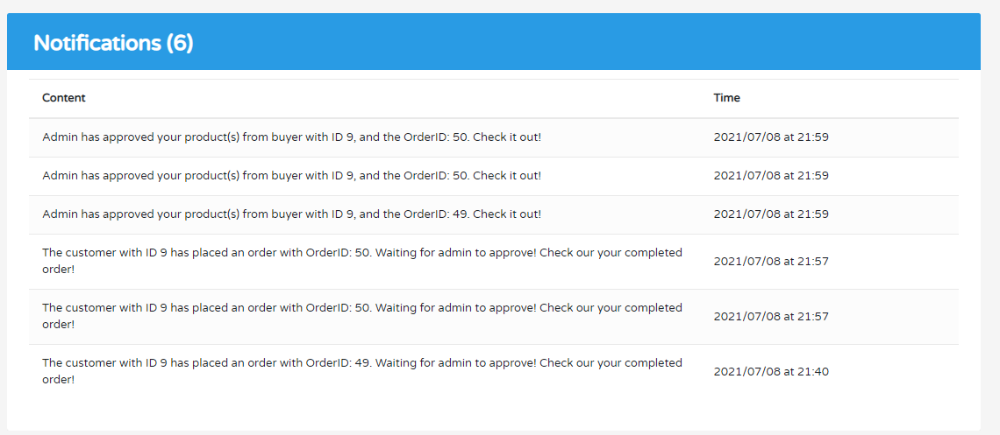 Notifications (6)
Content Time
Admin has approved your product(s) from buyer with ID 9, and the OrderID: 50. Check it out! 2021/07/08 at 21:59
Admin has approved your product(s) from buyer with ID 9, and the OrderID: 50. Check it out! 2021/07/08 at 21:59
Admin has approved your product(s) from buyer with ID 9, and the OrderID: 49. Check it out! 2021/07/08 at 21:59
The customer with ID 9 has placed an order with OrderID: 50. Waiting for admin to approve! Check our your completed
order!
2021/07/08 at 21:57
The customer with ID 9 has placed an order with OrderID: 50. Waiting for admin to approve! Check our your completed
order!
2021/07/08 at 21:57
The customer with ID 9 has placed an order with OrderID: 49. Waiting for admin to approve! Check our your completed
order!
2021/07/08 at 21:40